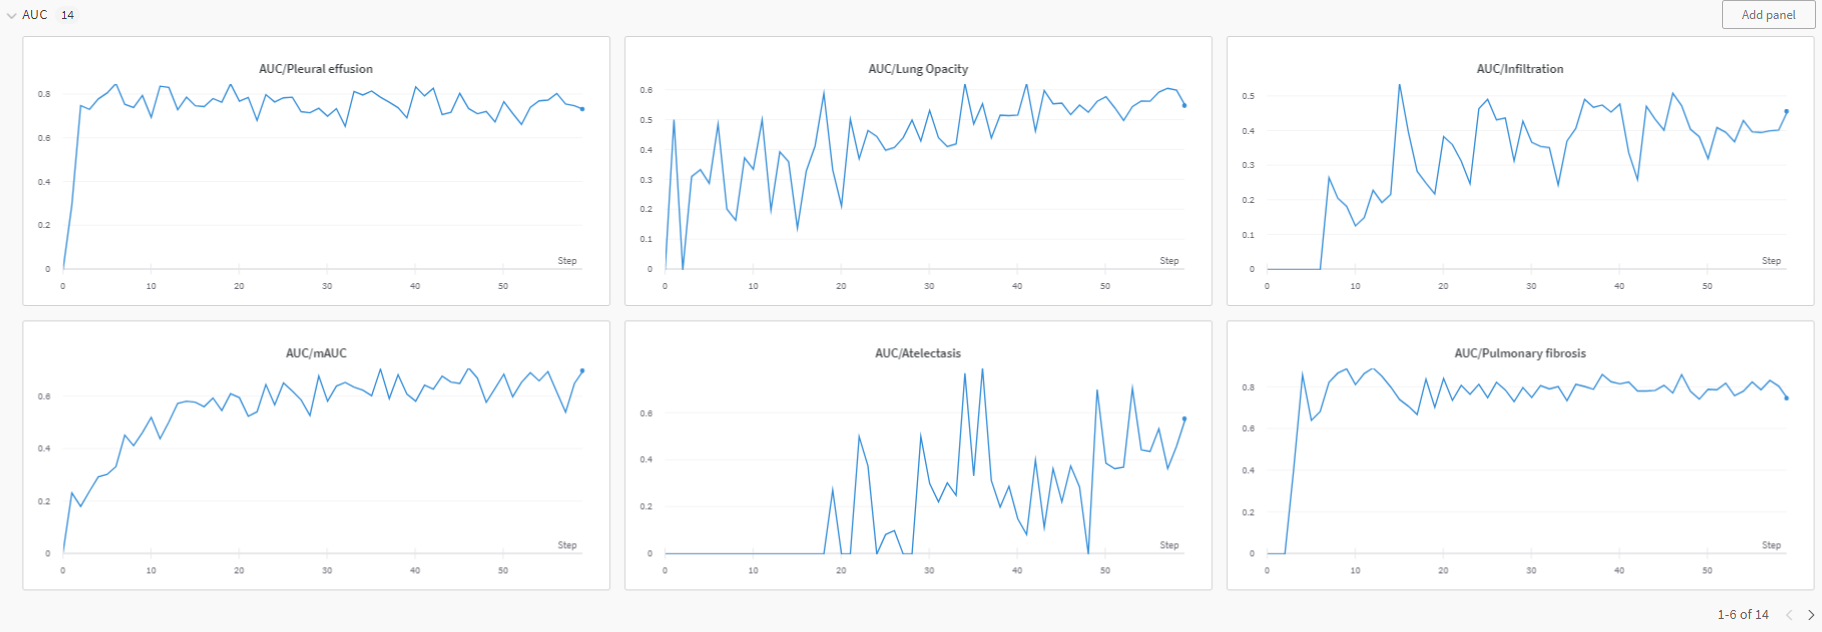 AUC 14
Add panel
AUC/Pleural effusion
0.8
0.6
0.4
0.2
0
Step
0 10 20 30 40 50
AUC/Lung Opacity
0.6
0.5
0.4
0.3
0.2
0.1
0
Step
0 10 20 30 40 50
AUC/Infiltration
0.5
0.4
0.3
0.2
0.1
0
Step
0 10 20 30 40 50
AUC/mAUC
0.6
0.4
0.2
0
Step
0 10 20 30 40 50
AUC/Atelectasis
0.6
0.4
0.2
0
Step
0 10 20 30 40 50
AUC/Pulmonary fibrosis
0.8
0.6
0.4
0.2
0
Step
0 10 20 30 40 50
1-6 of 14